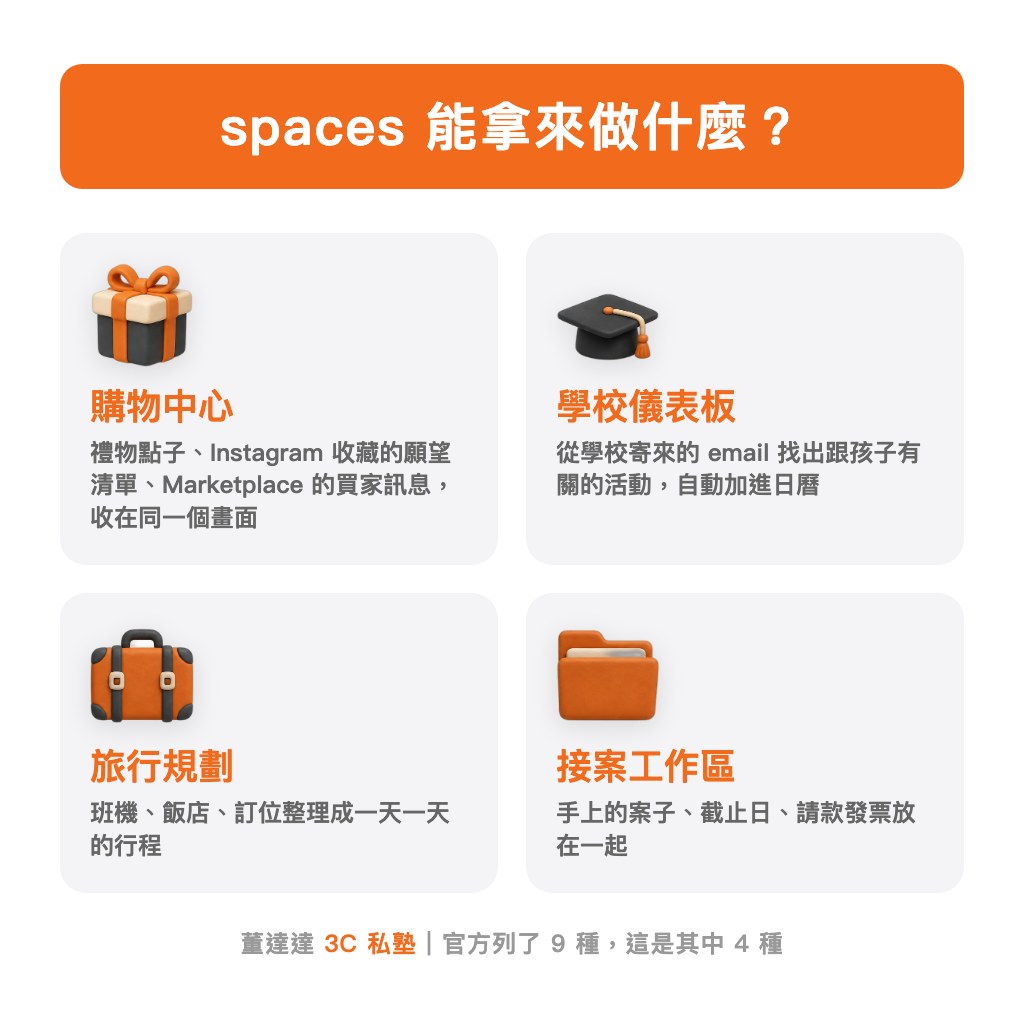 spaces 能拿來做什麼？
購物中心
禮物點子、Instagram 收藏的願望
清單、Marketplace 的買家訊息，
收在同一個畫面
學校儀表板
從學校寄來的 email 找出跟孩子有
關的活動，自動加進日曆
旅行規劃
班機、飯店、訂位整理成一天一天
的行程
接案工作區
手上的案子、截止日、請款發票放
在一起
董達達 3C 私塾｜官方列了 9 種，這是其中 4 種